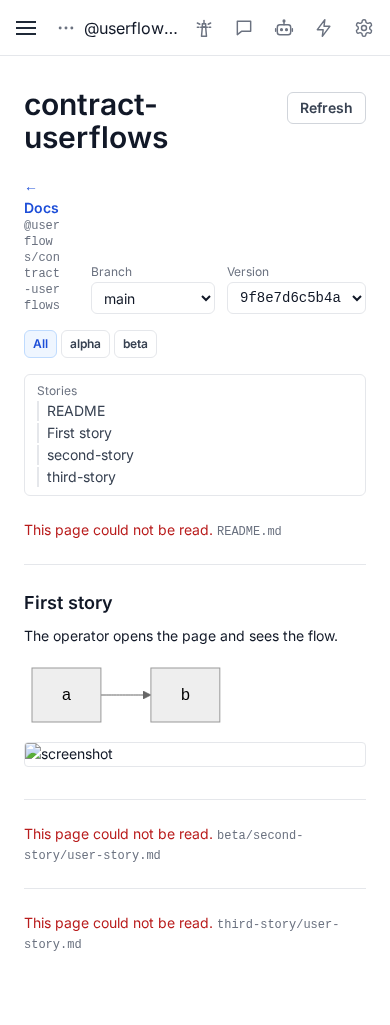 @userflow...
contract-
userflows
Refresh
←
Docs
@user
flow
s/con
tract
-user
flows
Branch
main
Version
9f8e7d6c5b4a
All
alpha
beta
Stories
README
First story
second-story
third-story
This page could not be read. README.md
First story
The operator opens the page and sees the flow.
a
b
screenshot
This page could not be read. beta/second-
story/user-story.md
This page could not be read. third-story/user-
story.md